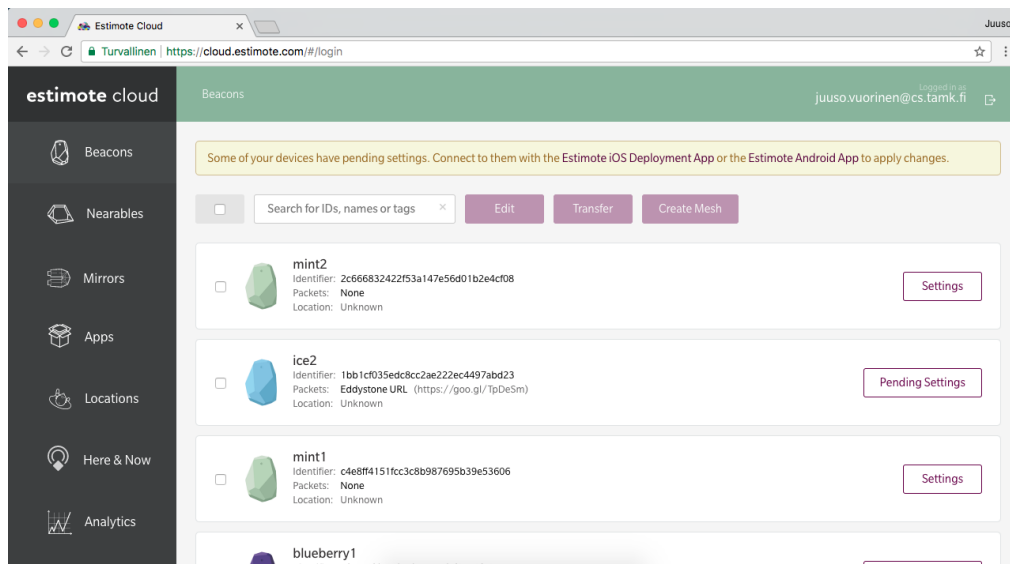 Estimote Cloud
Juuso
Turvallinen | https://cloud.estimote.com/#/login
estimote cloud
Beacons
Logged in as
juuso.vuorinen@cs.tamk.fi
Beacons
Nearables
Mirrors
Apps
Locations
Here & Now
Analytics
Some of your devices have pending settings. Connect to them with the Estimote iOS Deployment App or the Estimote Android App to apply changes.
Search for IDs, names or tags × Edit Transfer Create Mesh
mint2
Identifier: 2c666832422f53a147e56d01b2e4cf08
Packets: None
Location: Unknown
Settings
ice2
Identifier: 1bb1cf035edc8cc2ae222ec4497abd23
Packets: Eddystone URL (https://goo.gl/TpDeSm)
Location: Unknown
Pending Settings
mint1
Identifier: c4e8ff4151fcc3c8b987695b39e53606
Packets: None
Location: Unknown
Settings
blueberry1